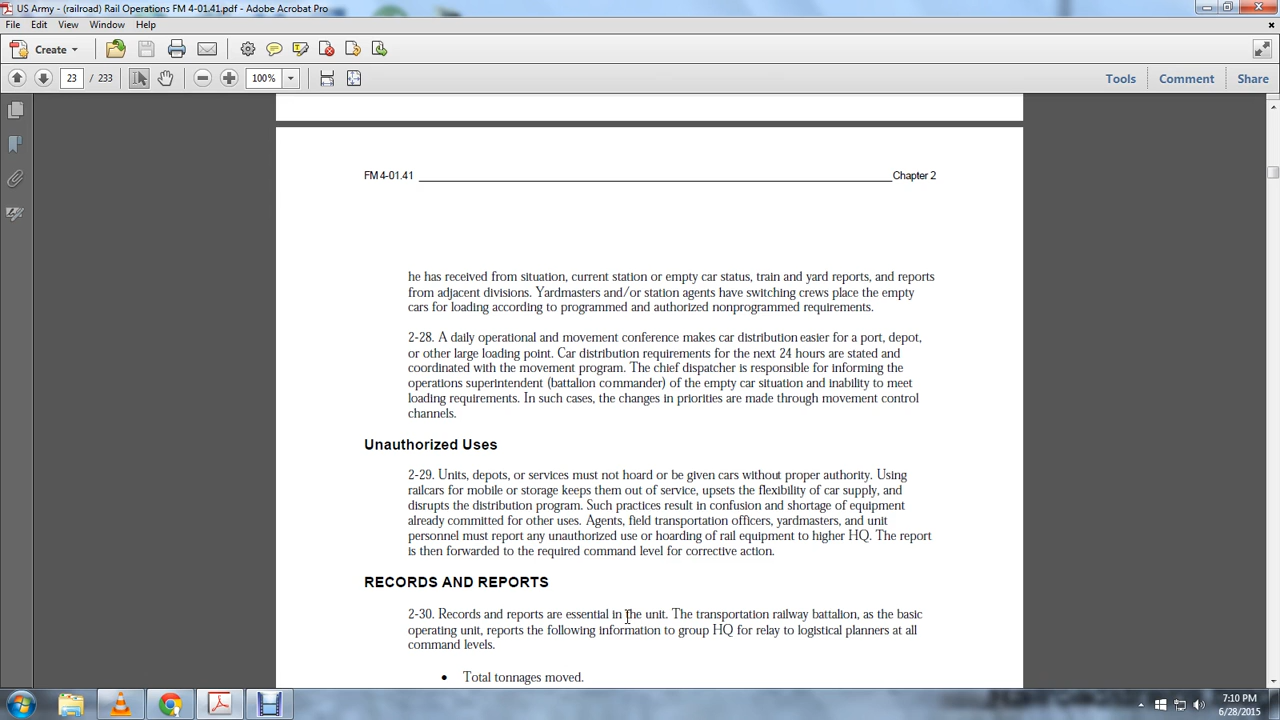 US Army - (railroad) Rail Operations FM 4-01.41.pdf - Adobe Acrobat Pro
File Edit View Window Help
Create
23 / 233 100% Tools Comment Share
FM 4-01.41 Chapter 2
he has received from situation, current station or empty car status, train and yard reports, and reports
from adjacent divisions. Yardmasters and/or station agents have switching crews place the empty
cars for loading according to programmed and authorized nonprogrammed requirements.
2-28. A daily operational and movement conference makes car distribution easier for a port, depot,
or other large loading point. Car distribution requirements for the next 24 hours are stated and
coordinated with the movement program. The chief dispatcher is responsible for informing the
operations superintendent (battalion commander) of the empty car situation and inability to meet
loading requirements. In such cases, the changes in priorities are made through movement control
channels.
Unauthorized Uses
2-29. Units, depots, or services must not hoard or be given cars without proper authority. Using
railcars for mobile or storage keeps them out of service, upsets the flexibility of car supply, and
disrupts the distribution program. Such practices result in confusion and shortage of equipment
already committed for other uses. Agents, field transportation officers, yardmasters, and unit
personnel must report any unauthorized use or hoarding of rail equipment to higher HQ. The report
is then forwarded to the required command level for corrective action.
RECORDS AND REPORTS
2-30. Records and reports are essential in the unit. The transportation railway battalion, as the basic
operating unit, reports the following information to group HQ for relay to logistical planners at all
command levels.
• Total tonnages moved.
7:10 PM
6/28/2015